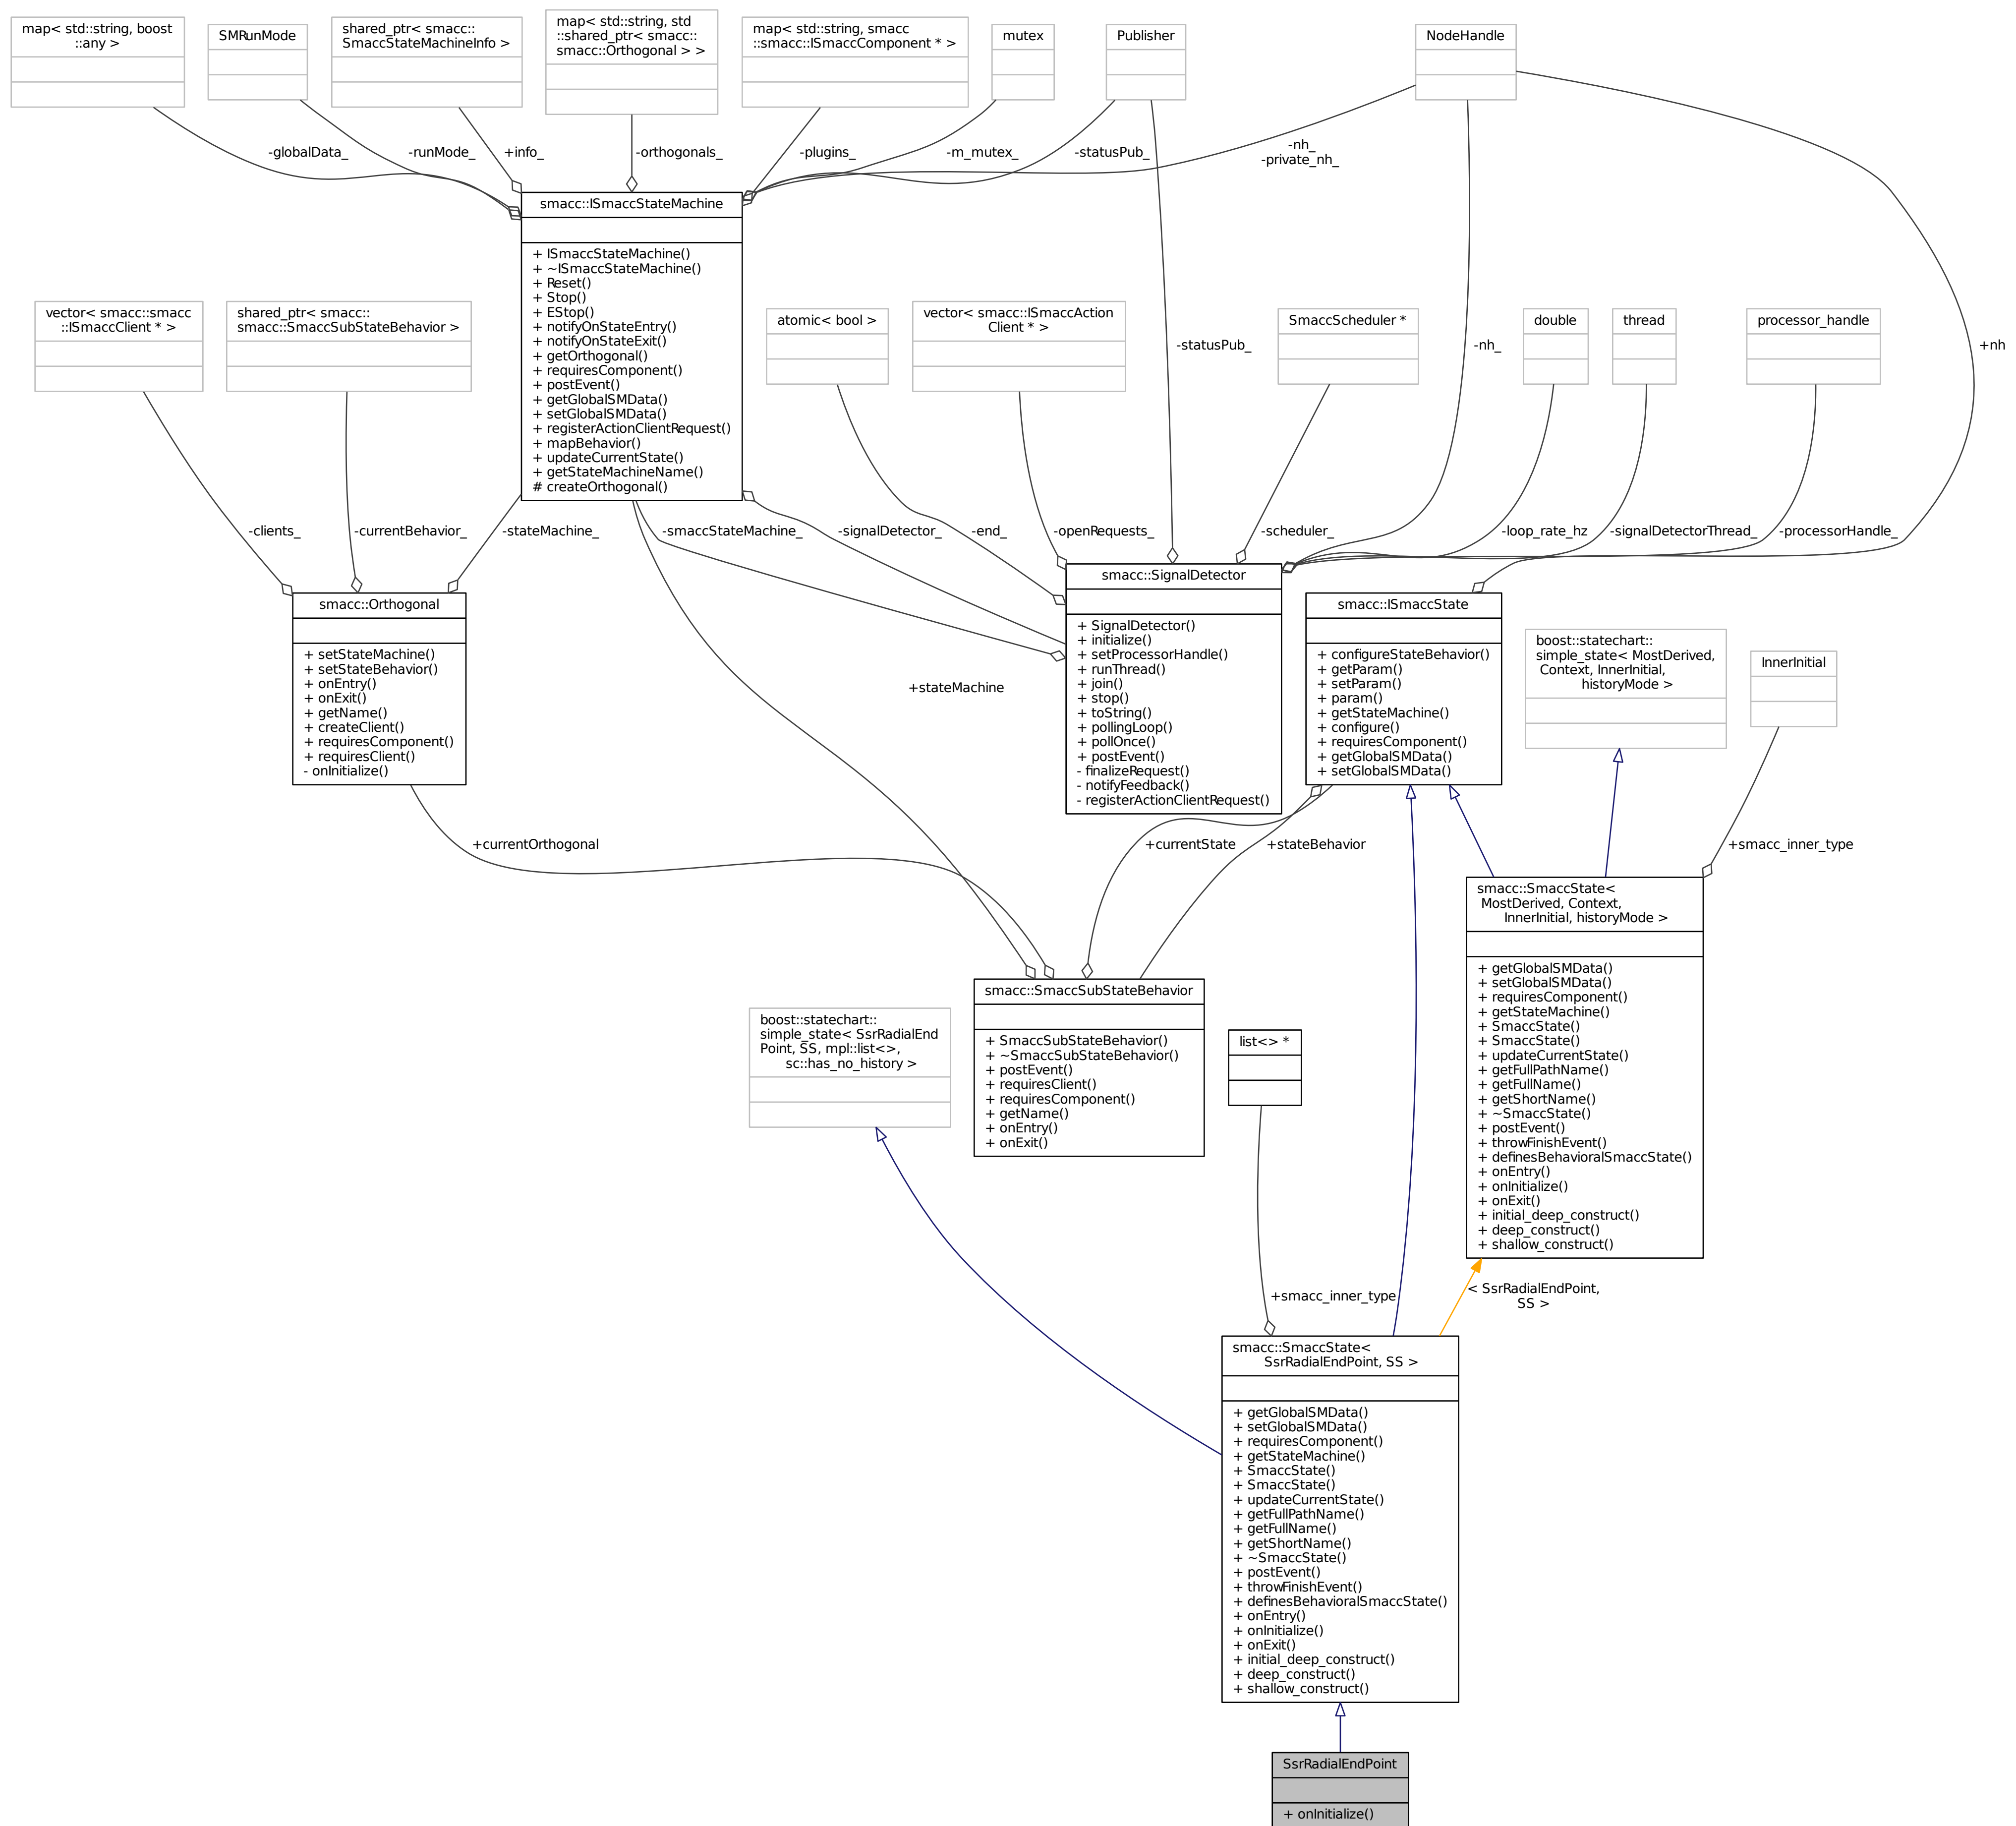 map< std::string, boost
::any >
SMRunMode
shared_ptr< smacc::
SmaccStateMachineInfo >
map< std::string, std
::shared_ptr< smacc::
smacc::Orthogonal > >
map< std::string, smacc
::smacc::ISmaccComponent * >
mutex
Publisher
NodeHandle
-globalData_
-runMode_
+info_
-orthogonals_
-plugins_
-m_mutex_
-statusPub_
-nh_
-private_nh_
smacc::ISmaccStateMachine
+ ISmaccStateMachine()
+ ~ISmaccStateMachine()
+ Reset()
+ Stop()
+ EStop()
+ notifyOnStateEntry()
+ notifyOnStateExit()
+ getOrthogonal()
+ requiresComponent()
+ postEvent()
+ getGlobalSMData()
+ setGlobalSMData()
+ registerActionClientRequest()
+ mapBehavior()
+ updateCurrentState()
+ getStateMachineName()
# createOrthogonal()
vector< smacc::smacc
::ISmaccClient * >
shared_ptr< smacc::
smacc::SmaccSubStateBehavior >
atomic< bool >
vector< smacc::ISmaccAction
Client * >
SmaccScheduler *
double
thread
processor_handle
-statusPub_
-nh_
+nh
-clients_
-currentBehavior_
-stateMachine_
-smaccStateMachine_
-signalDetector_
-end_
-openRequests_
-scheduler_
-loop_rate_hz
-signalDetectorThread_
-processorHandle_
smacc::Orthogonal
+ setStateMachine()
+ setStateBehavior()
+ onEntry()
+ onExit()
+ getName()
+ createClient()
+ requiresComponent()
+ requiresClient()
- onInitialize()
smacc::SignalDetector
+ SignalDetector()
+ initialize()
+ setProcessorHandle()
+ runThread()
+ join()
+ stop()
+ toString()
+ pollingLoop()
+ pollOnce()
+ postEvent()
- finalizeRequest()
- notifyFeedback()
- registerActionClientRequest()
smacc::ISmaccState
+ configureStateBehavior()
+ getParam()
+ setParam()
+ param()
+ getStateMachine()
+ configure()
+ requiresComponent()
+ getGlobalSMData()
+ setGlobalSMData()
boost::statechart::
simple_state< MostDerived,
Context, InnerInitial,
historyMode >
InnerInitial
+stateMachine
+currentOrthogonal
+currentState
+stateBehavior
+smacc_inner_type
smacc::SmaccState<
MostDerived, Context,
InnerInitial, historyMode >
+ getGlobalSMData()
+ setGlobalSMData()
+ requiresComponent()
+ getStateMachine()
+ SmaccState()
+ SmaccState()
+ updateCurrentState()
+ getFullPathName()
+ getFullName()
+ getShortName()
+ ~SmaccState()
+ postEvent()
+ throwFinishEvent()
+ definesBehavioralSmaccState()
+ onEntry()
+ onInitialize()
+ onExit()
+ initial_deep_construct()
+ deep_construct()
+ shallow_construct()
smacc::SmaccSubStateBehavior
+ SmaccSubStateBehavior()
+ ~SmaccSubStateBehavior()
+ postEvent()
+ requiresClient()
+ requiresComponent()
+ getName()
+ onEntry()
+ onExit()
boost::statechart::
simple_state< SsrRadialEnd
Point, SS, mpl::list<>,
sc::has_no_history >
list<> *
+smacc_inner_type
< SsrRadialEndPoint,
SS >
smacc::SmaccState<
SsrRadialEndPoint, SS >
+ getGlobalSMData()
+ setGlobalSMData()
+ requiresComponent()
+ getStateMachine()
+ SmaccState()
+ SmaccState()
+ updateCurrentState()
+ getFullPathName()
+ getFullName()
+ getShortName()
+ ~SmaccState()
+ postEvent()
+ throwFinishEvent()
+ definesBehavioralSmaccState()
+ onEntry()
+ onInitialize()
+ onExit()
+ initial_deep_construct()
+ deep_construct()
+ shallow_construct()
SsrRadialEndPoint
+ onInitialize()